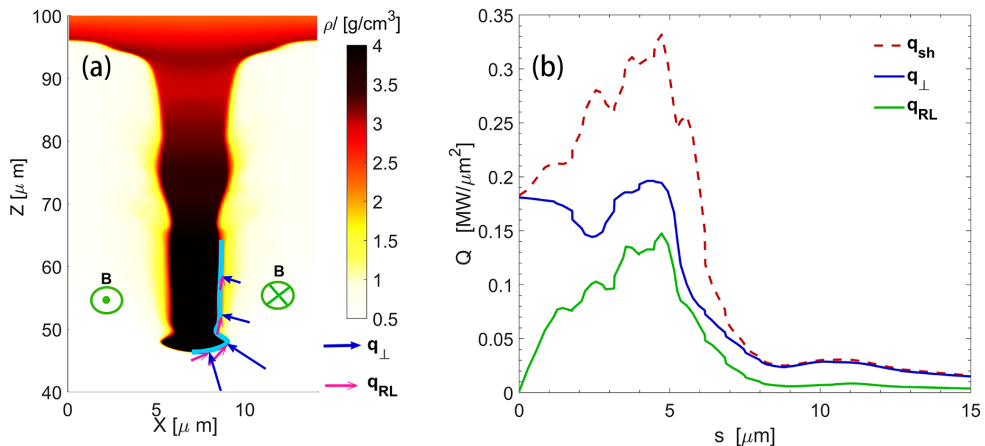 (a)
ρ/ [g/cm³]
100
90
80
70
60
50
40
Z [μ m]
0
5
10
X [μ m]
4
3.5
3
2.5
2
1.5
1
0.5
B
B
q⊥
qRL
(b)
0.35
0.3
0.25
0.2
0.15
0.1
0.05
0
Q [MW/μm²]
0
5
10
15
s [μm]
qsh
q⊥
qRL